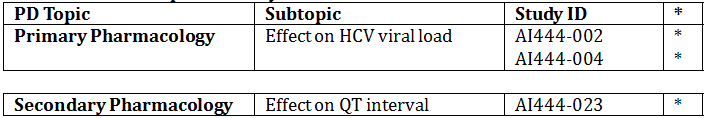 PD Topic Subtopic Study ID *
Primary Pharmacology Effect on HCV viral load AI444-002 *
AI444-004 *
Secondary Pharmacology Effect on QT interval AI444-023 *